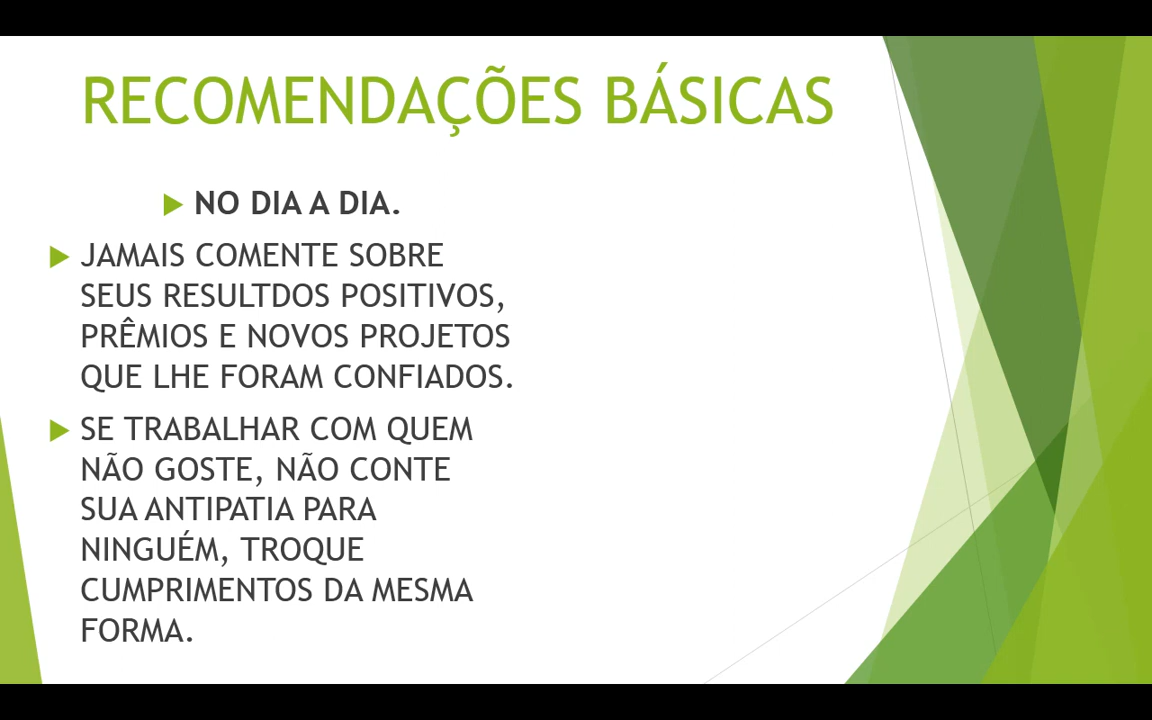 RECOMENDAÇÕES BÁSICAS
NO DIA A DIA.
JAMAIS COMENTE SOBRE
SEUS RESULTDOS POSITIVOS,
PRÊMIOS E NOVOS PROJETOS
QUE LHE FORAM CONFIADOS.
SE TRABALHAR COM QUEM
NÃO GOSTE, NÃO CONTE
SUA ANTIPATIA PARA
NINGUÉM, TROQUE
CUMPRIMENTOS DA MESMA
FORMA.